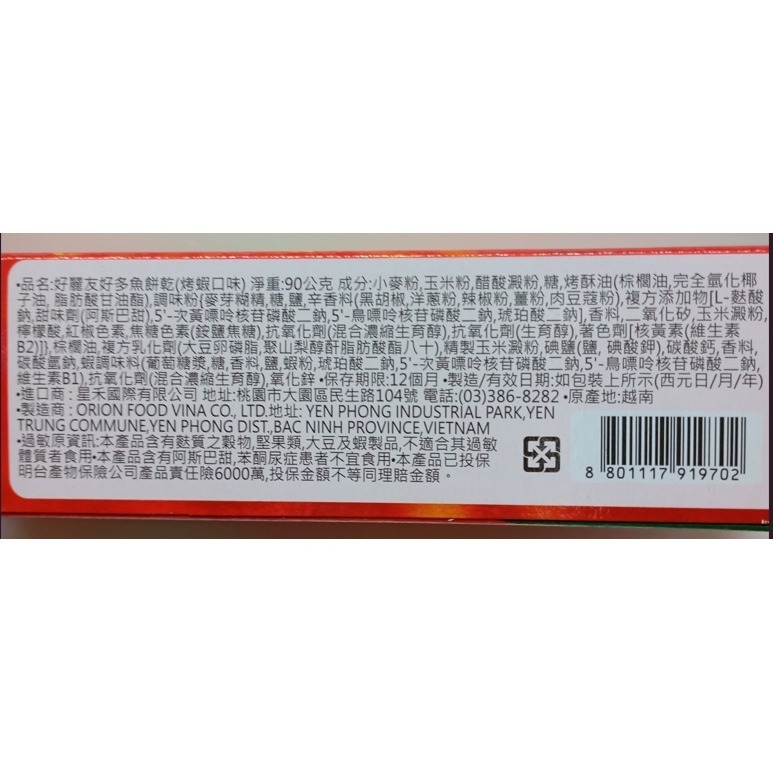 •品名:好麗友好多魚餅乾(烤蝦口味) 淨重:90公克 成分:小麥粉,玉米粉,醋酸澱粉,糖,烤酥油(棕櫚油,完全氫化椰
子油,脂肪酸甘油酯),調味粉{麥芽糊精,糖,鹽,辛香料(黑胡椒,洋蔥粉,辣椒粉,薑粉,肉豆蔻粉),複方添加物[L-麩酸
鈉,甜味劑(阿斯巴甜),5'-次黃嘌呤核苷磷酸二鈉,5'-鳥嘌呤核苷磷酸二鈉,琥珀酸二鈉],香料,二氧化矽,玉米澱粉,
檸檬酸,紅椒色素,焦糖色素(銨鹽焦糖),抗氧化劑(混合濃縮生育醇),抗氧化劑(生育醇),著色劑[核黃素(維生素
B2)]},棕櫚油,複方乳化劑(大豆卵磷脂,聚山梨醇酐脂肪酸酯八十),精製玉米澱粉,碘鹽(鹽,碘酸鉀),碳酸鈣,香料,
碳酸氫鈉,蝦調味料(葡萄糖漿,糖,香料,鹽,蝦粉,琥珀酸二鈉,5'-次黃嘌呤核苷磷酸二鈉,5'-鳥嘌呤核苷磷酸二鈉,
維生素B1),抗氧化劑(混合濃縮生育醇),氧化鋅•保存期限:12個月•製造/有效日期:如包裝上所示(西元日/月/年)
•進口商：星禾國際有限公司 地址:桃園市大園區民生路104號 電話:(03)386-8282•原產地:越南
•製造商：ORION FOOD VINA CO., LTD.地址: YEN PHONG INDUSTRIAL PARK,YEN
TRUNG COMMUNE,YEN PHONG DIST.,BAC NINH PROVINCE,VIETNAM
•過敏原資訊:本產品含有麩質之穀物,堅果類,大豆及蝦製品,不適合其過敏
體質者食用•本產品含有阿斯巴甜,苯酮尿症患者不宜食用•本產品已投保
明台產物保險公司產品責任險6000萬,投保金額不等同理賠金額。
8 801117 919702